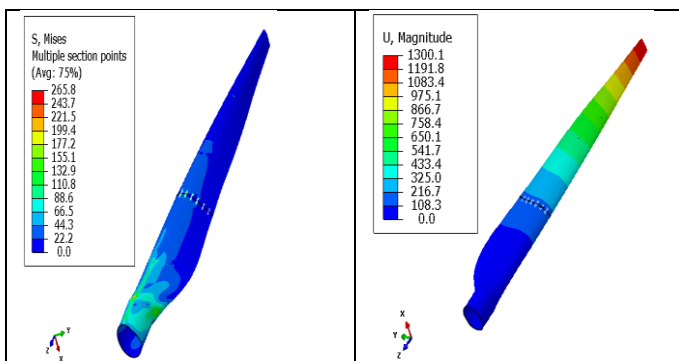 S, Mises
Multiple section points
(Avg: 75%)
265.8
243.7
221.5
199.4
177.2
155.1
132.9
110.8
88.6
66.5
44.3
22.2
0.0
Y
Z
X
U, Magnitude
1300.1
1191.8
1083.4
975.1
866.7
758.4
650.1
541.7
433.4
325.0
216.7
108.3
0.0
X
Y
Z